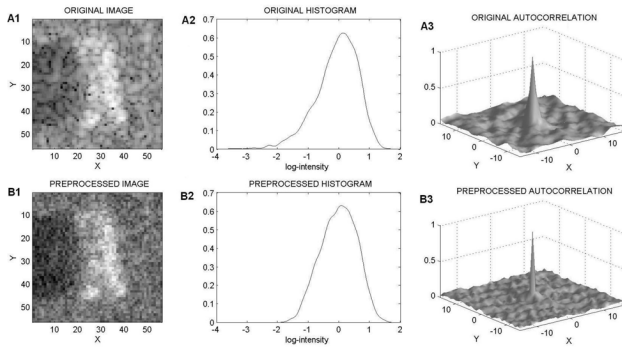 A1 ORIGINAL IMAGE
10
20
30
40
50
Y
10 20 30 40 50
X
A2 ORIGINAL HISTOGRAM
0.7
0.6
0.5
0.4
0.3
0.2
0.1
0
-4 -3 -2 -1 0 1 2
log-intensity
A3 ORIGINAL AUTOCORRELATION
1
0.5
0
10
0
-10
Y
-10
0
10
X
B1 PREPROCESSED IMAGE
10
20
30
40
50
Y
10 20 30 40 50
X
B2 PREPROCESSED HISTOGRAM
0.7
0.6
0.5
0.4
0.3
0.2
0.1
0
-4 -3 -2 -1 0 1 2
log-intensity
B3 PREPROCESSED AUTOCORRELATION
1
0.5
0
10
0
-10
Y
-10
0
10
X